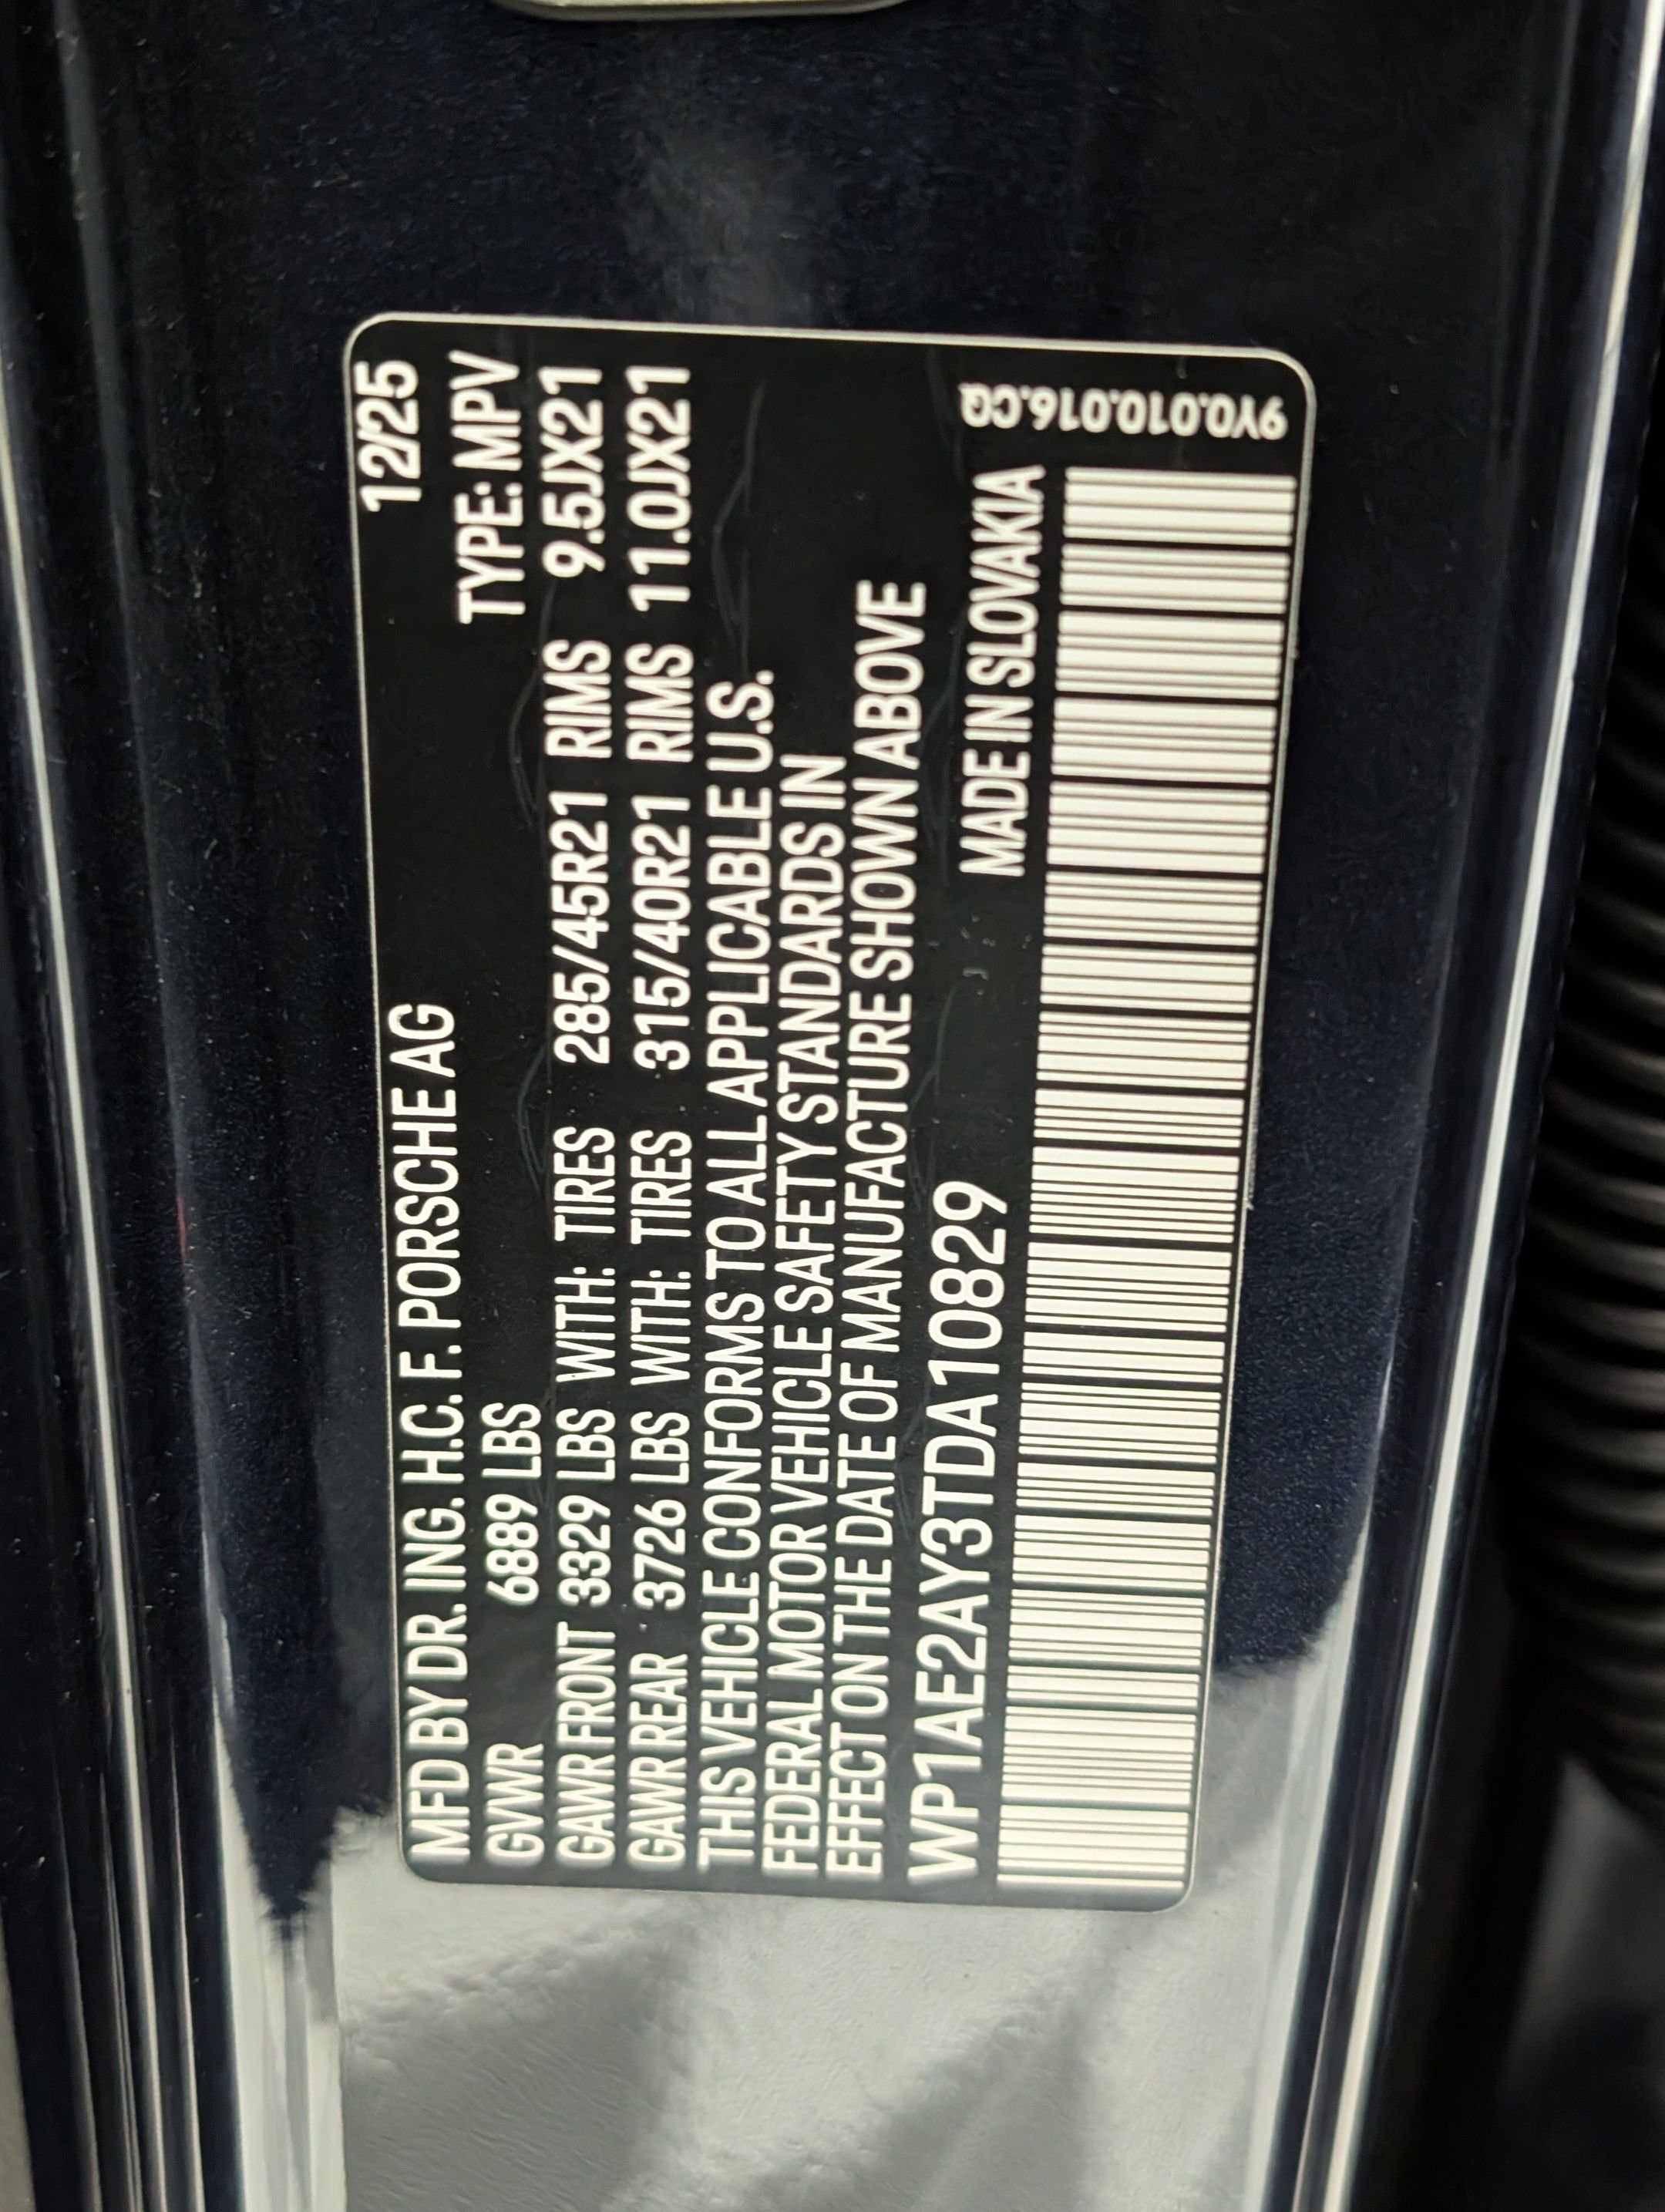 MFD BY DR. ING. H.C. F. PORSCHE AG 12/25
GVWR 6889 LBS TYPE: MPV
GAWR FRONT 3329 LBS WITH: TIRES 285/45R21 RIMS 9.5JX21
GAWR REAR 3726 LBS WITH: TIRES 315/40R21 RIMS 11.0JX21
THIS VEHICLE CONFORMS TO ALL APPLICABLE U.S.
FEDERAL MOTOR VEHICLE SAFETY STANDARDS IN
EFFECT ON THE DATE OF MANUFACTURE SHOWN ABOVE
WP1AE2AY3TDA10829 MADE IN SLOVAKIA
9Y0.010.016.CQ